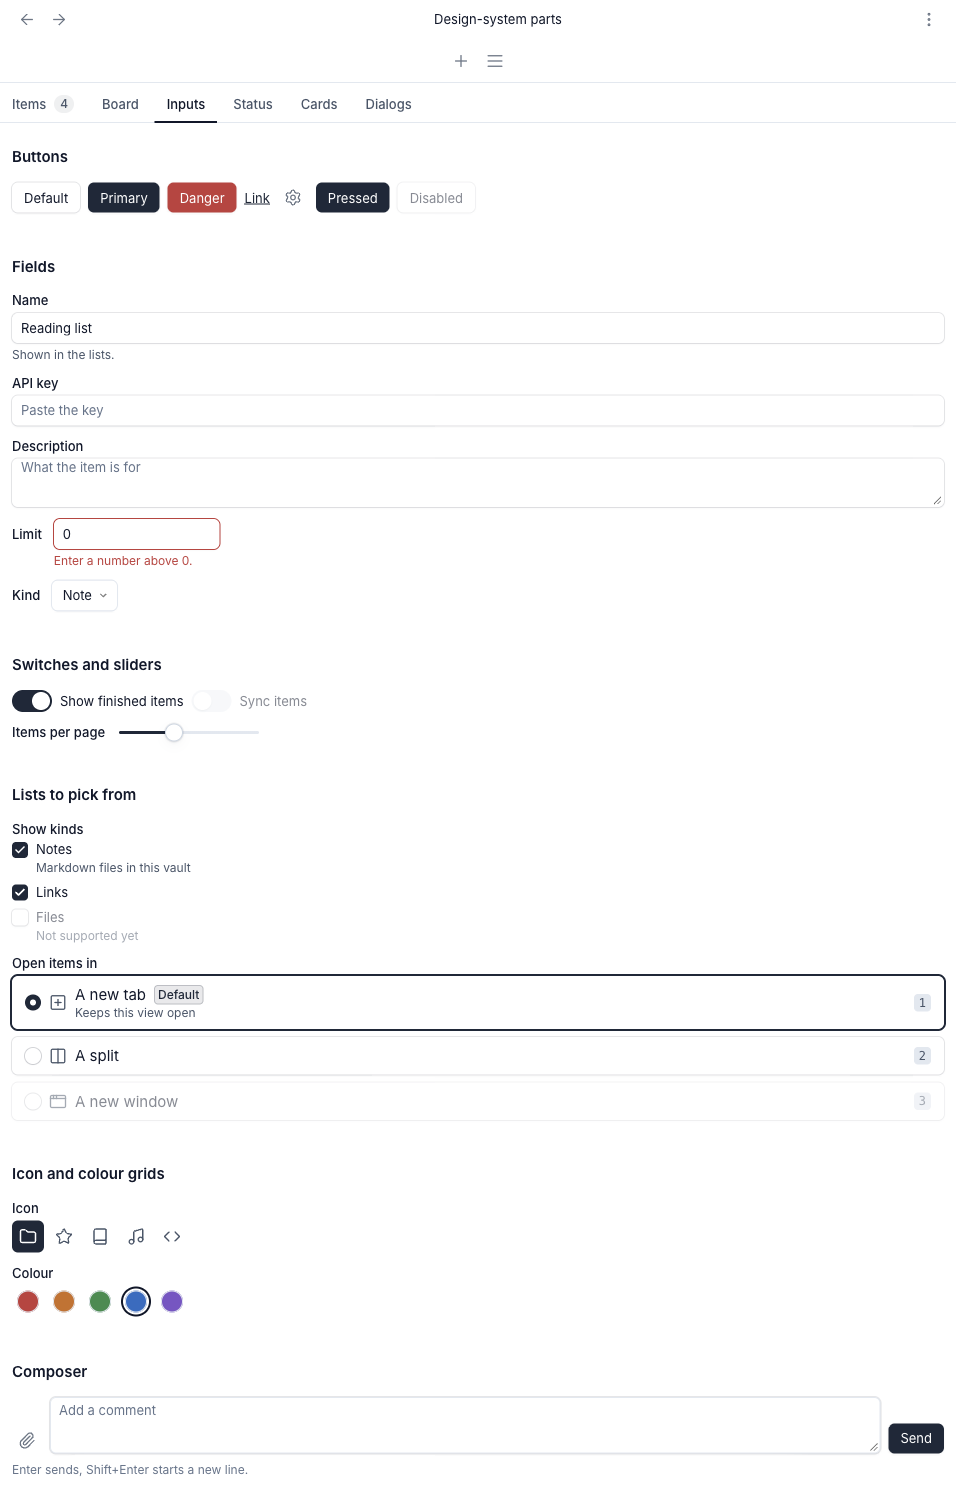 Design-system parts
Items 4 Board Inputs Status Cards Dialogs
Buttons
Default Primary Danger Link Pressed Disabled
Fields
Name
Reading list
Shown in the lists.
API key
Paste the key
Description
What the item is for
Limit 0
Enter a number above 0.
Kind Note
Switches and sliders
Show finished items Sync items
Items per page
Lists to pick from
Show kinds
Notes
Markdown files in this vault
Links
Files
Not supported yet
Open items in
A new tab Default 1
Keeps this view open
A split 2
A new window 3
Icon and colour grids
Icon
Colour
Composer
Add a comment
Send
Enter sends, Shift+Enter starts a new line.